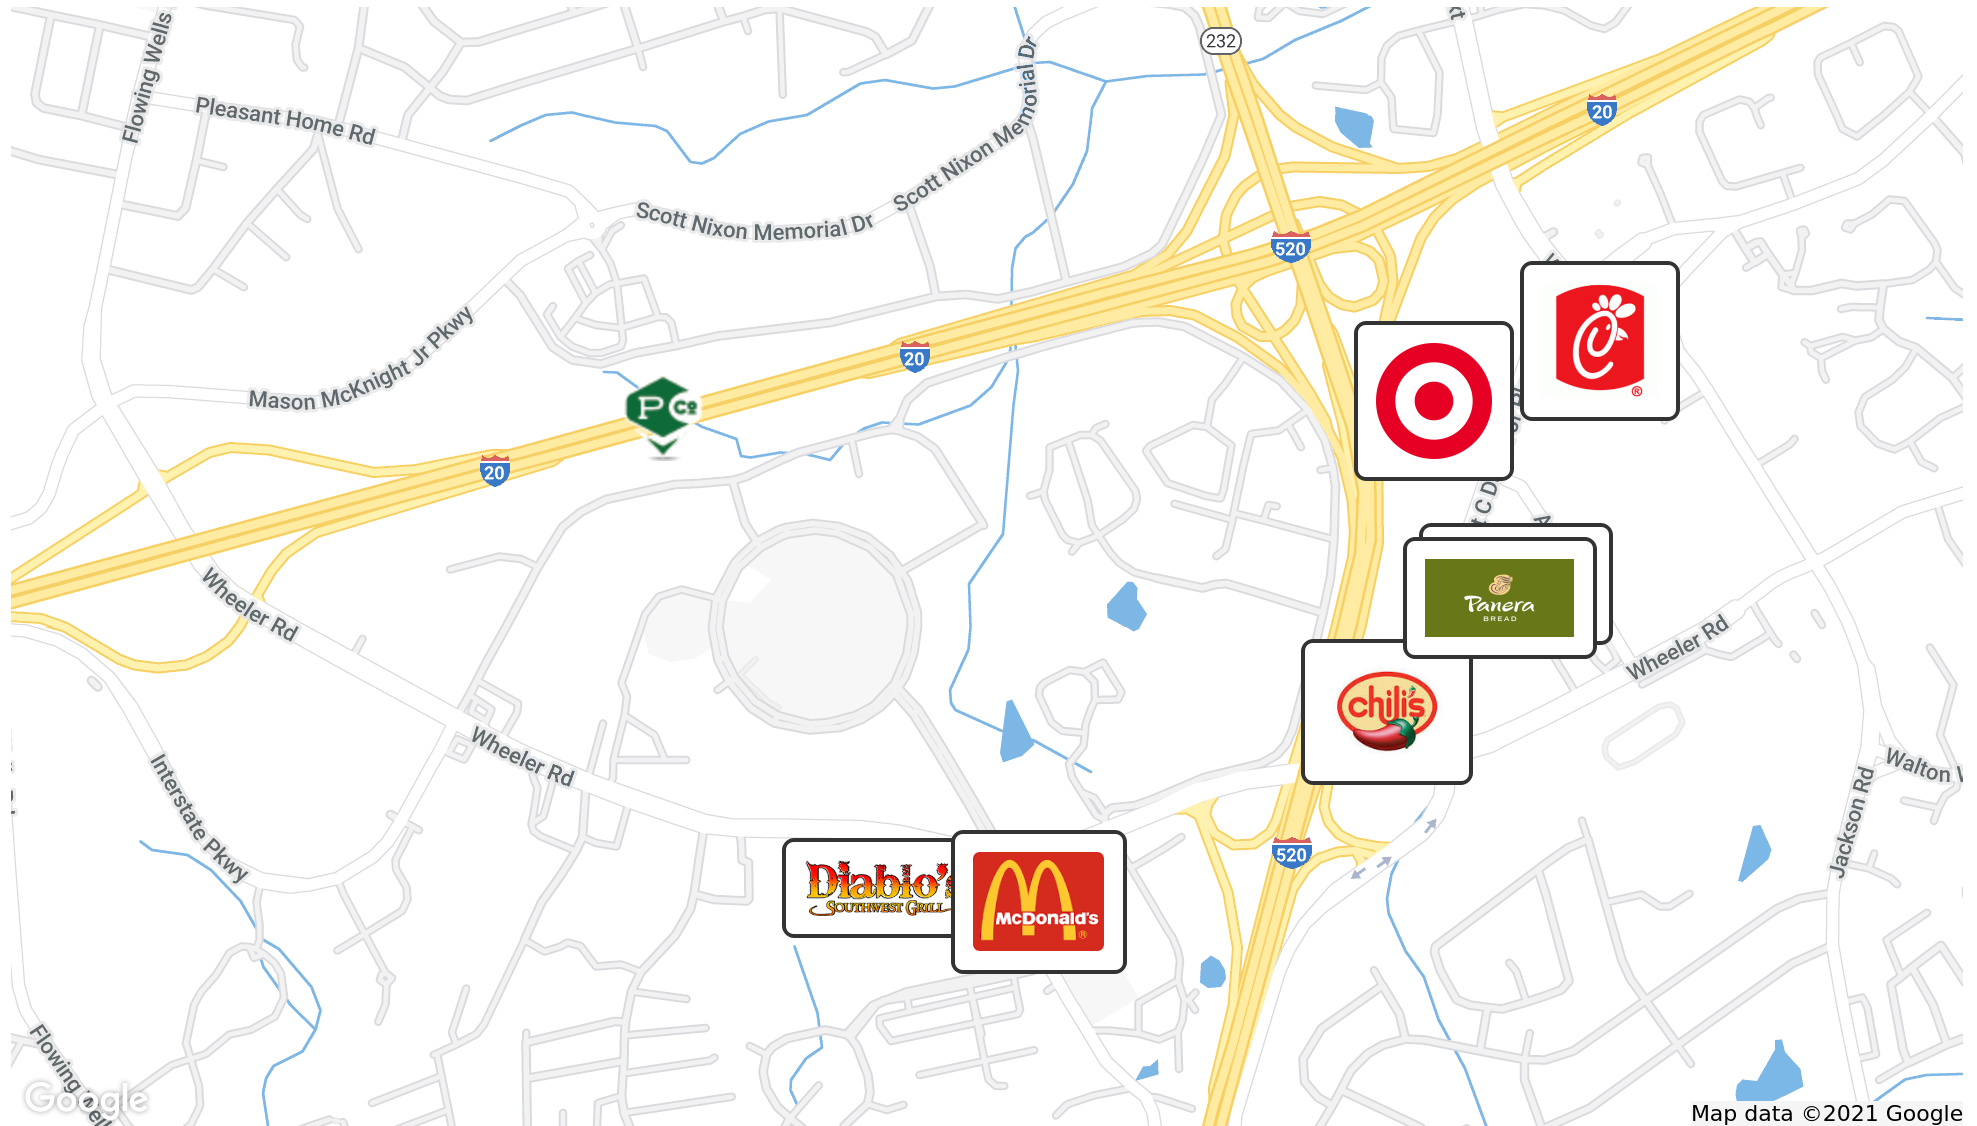 232
Flowing Wells
Pleasant Home Rd
Scott Nixon Memorial Dr
Scott Nixon Memorial Dr
20
520
Mason McKnight Jr Pkwy
20
P Co
20
Wheeler Rd
Panera
BREAD
Wheeler Rd
chili's
Wheeler Rd
Interstate Pkwy
Walton W
Jackson Rd
520
Diablo's
SOUTHWEST GRILL
McDonald's
®
®
Google
Map data ©2021 Google